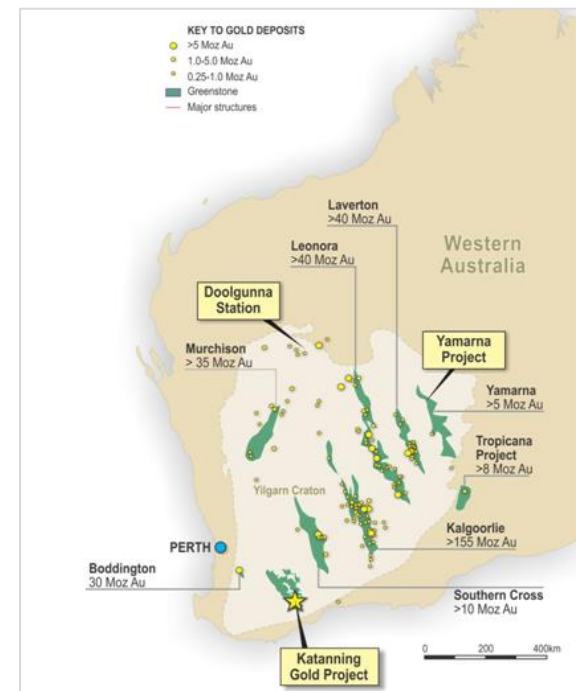 KEY TO GOLD DEPOSITS
>5 Moz Au
1.0-5.0 Moz Au
0.25-1.0 Moz Au
Greenstone
Major structures
Laverton
>40 Moz Au
Leonora
>40 Moz Au
Western
Australia
Doolgunna
Station
Murchison
> 35 Moz Au
Yamarna
Project
Yamarna
>5 Moz Au
Tropicana
Project
>8 Moz Au
Yilgarn Craton
PERTH
Kalgoorlie
>155 Moz Au
Boddington
30 Moz Au
Southern Cross
>10 Moz Au
Katanning
Gold Project
0 200 400km